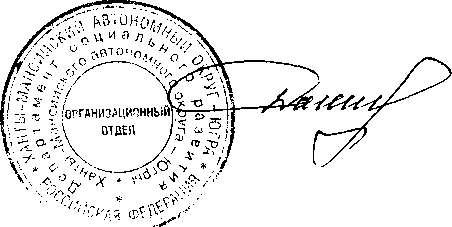 ХАНТЫ-МАНСИЙСКИЙ АВТОНОМНЫЙ ОКРУГ - ЮГРА
* РОССИЙСКАЯ ФЕДЕРАЦИЯ *
Департамент социального развития
Ханты-Мансийского автономного округа - Югры
*
ОРГАНИЗАЦИОННЫЙ
ОТДЕЛ